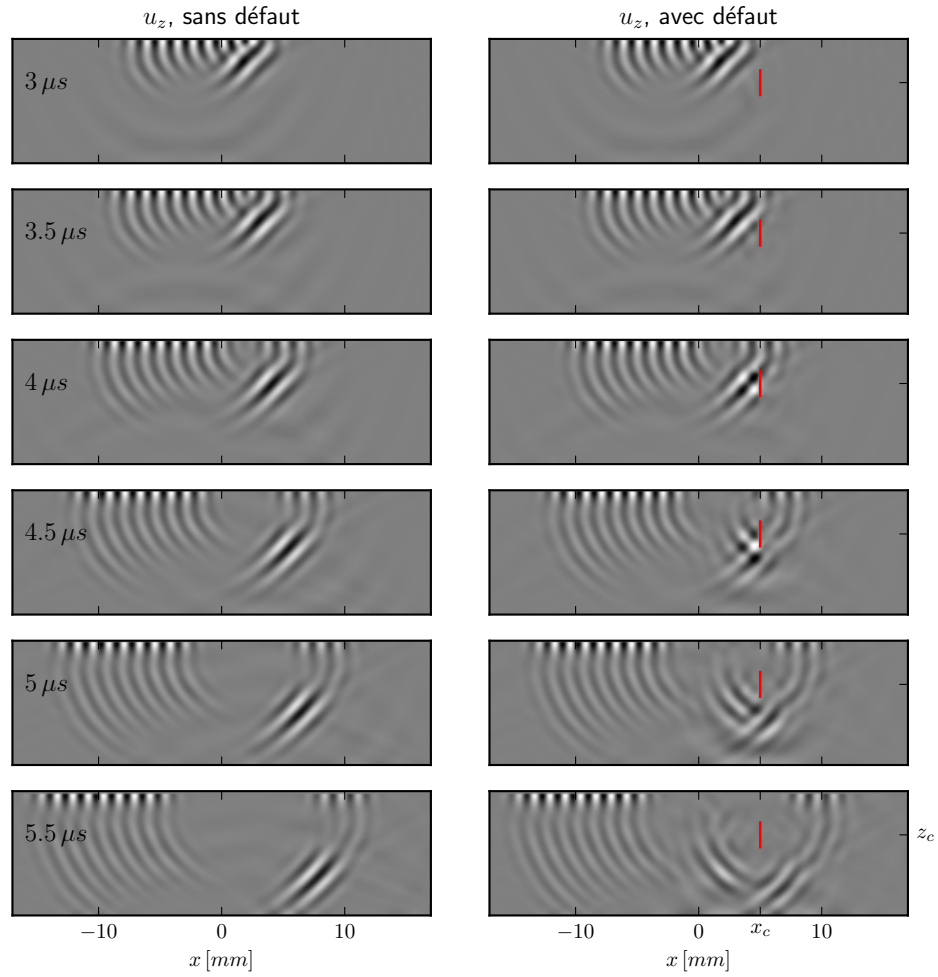 u_z, sans défaut
u_z, avec défaut
3 μs
3.5 μs
4 μs
4.5 μs
5 μs
5.5 μs
z_c
−10 0 10
−10 0 x_c 10
x [mm]
x [mm]